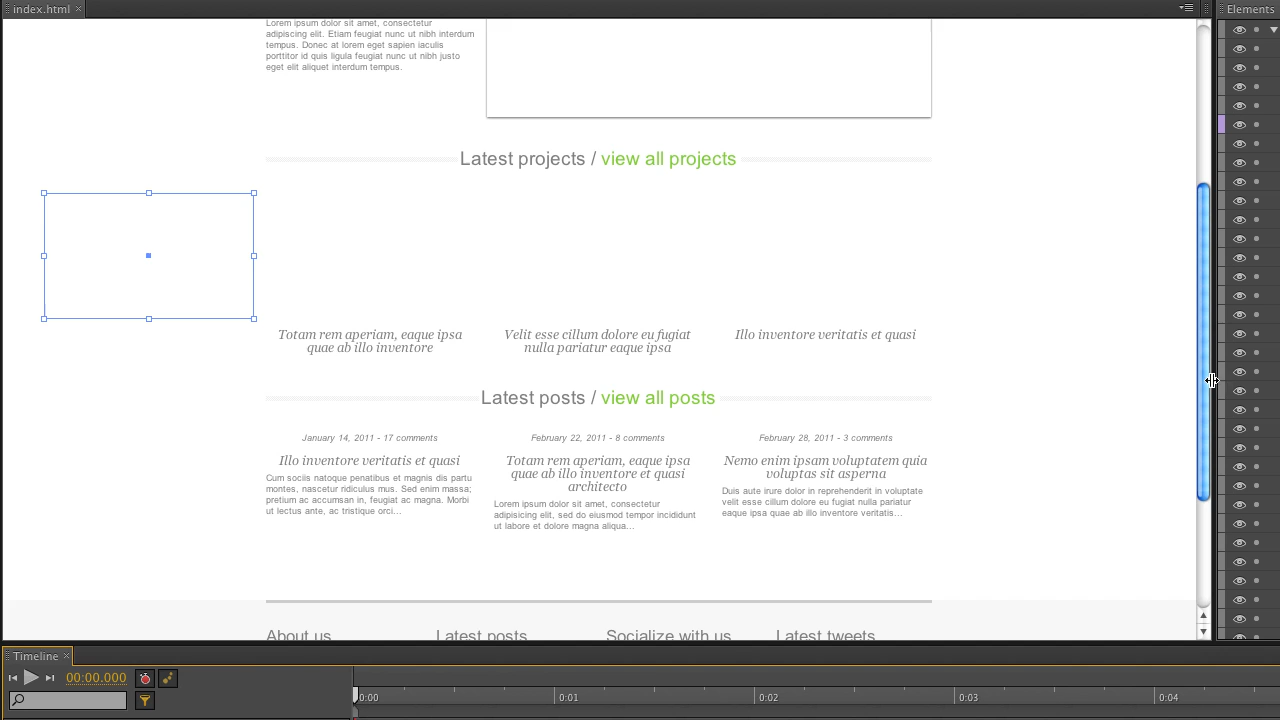 index.html
Elements
Lorem ipsum dolor sit amet, consectetur
adipiscing elit. Etiam feugiat nunc ut nibh interdum
tempus. Donec at lorem eget sapien iaculis
porttitor id quis ligula feugiat nunc ut nibh justo
eget elit aliquet interdum tempus.
Latest projects / view all projects
Totam rem aperiam, eaque ipsa
quae ab illo inventore
Velit esse cillum dolore eu fugiat
nulla pariatur eaque ipsa
Illo inventore veritatis et quasi
Latest posts / view all posts
January 14, 2011 - 17 comments
Illo inventore veritatis et quasi
Cum sociis natoque penatibus et magnis dis partu
montes, nascetur ridiculus mus. Sed enim massa;
pretium ac accumsan in, feugiat ac magna. Morbi
ut lectus ante, ac tristique orci...
February 22, 2011 - 8 comments
Totam rem aperiam, eaque ipsa
quae ab illo inventore et quasi
architecto
Lorem ipsum dolor sit amet, consectetur
adipisicing elit, sed do eiusmod tempor incididunt
ut labore et dolore magna aliqua...
February 28, 2011 - 3 comments
Nemo enim ipsam voluptatem quia
voluptas sit asperna
Duis aute irure dolor in reprehenderit in voluptate
velit esse cillum dolore eu fugiat nulla pariatur
eaque ipsa quae ab illo inventore veritatis...
About us
Latest posts
Socialize with us
Latest tweets
Timeline
00:00.000
0:00
0:01
0:02
0:03
0:04